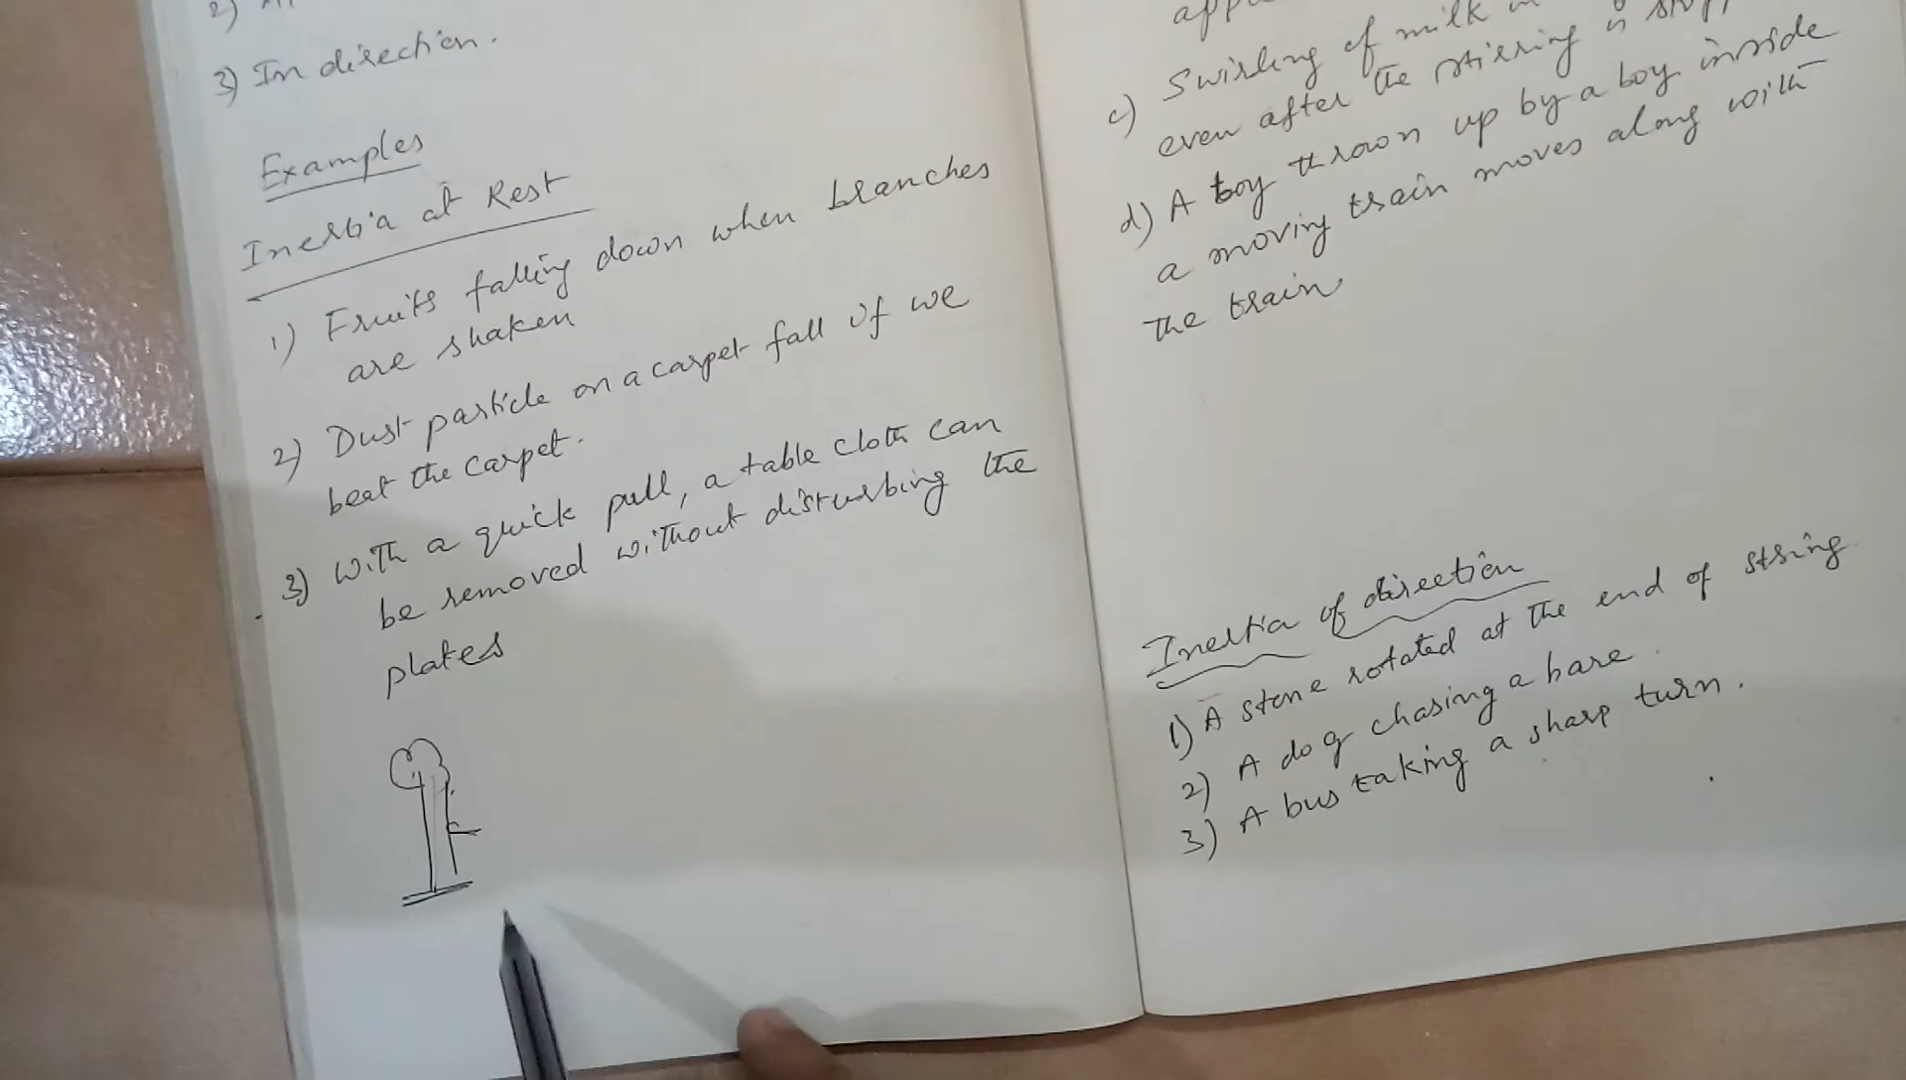 2)
3) In direction.
Examples
Inertia at Rest
1) Fruits falling down when branches
are shaken
2) Dust particle on a carpet fall if we
beat the carpet.
3) With a quick pull, a table cloth can
be removed without disturbing the
plates
c) Swirling of milk
even after the stirring is
d) A toy thrown up by a boy inside
a moving train moves along with
the train
Inertia of direction
1) A stone rotated at the end of string
2) A dog chasing a hare.
3) A bus taking a sharp turn.